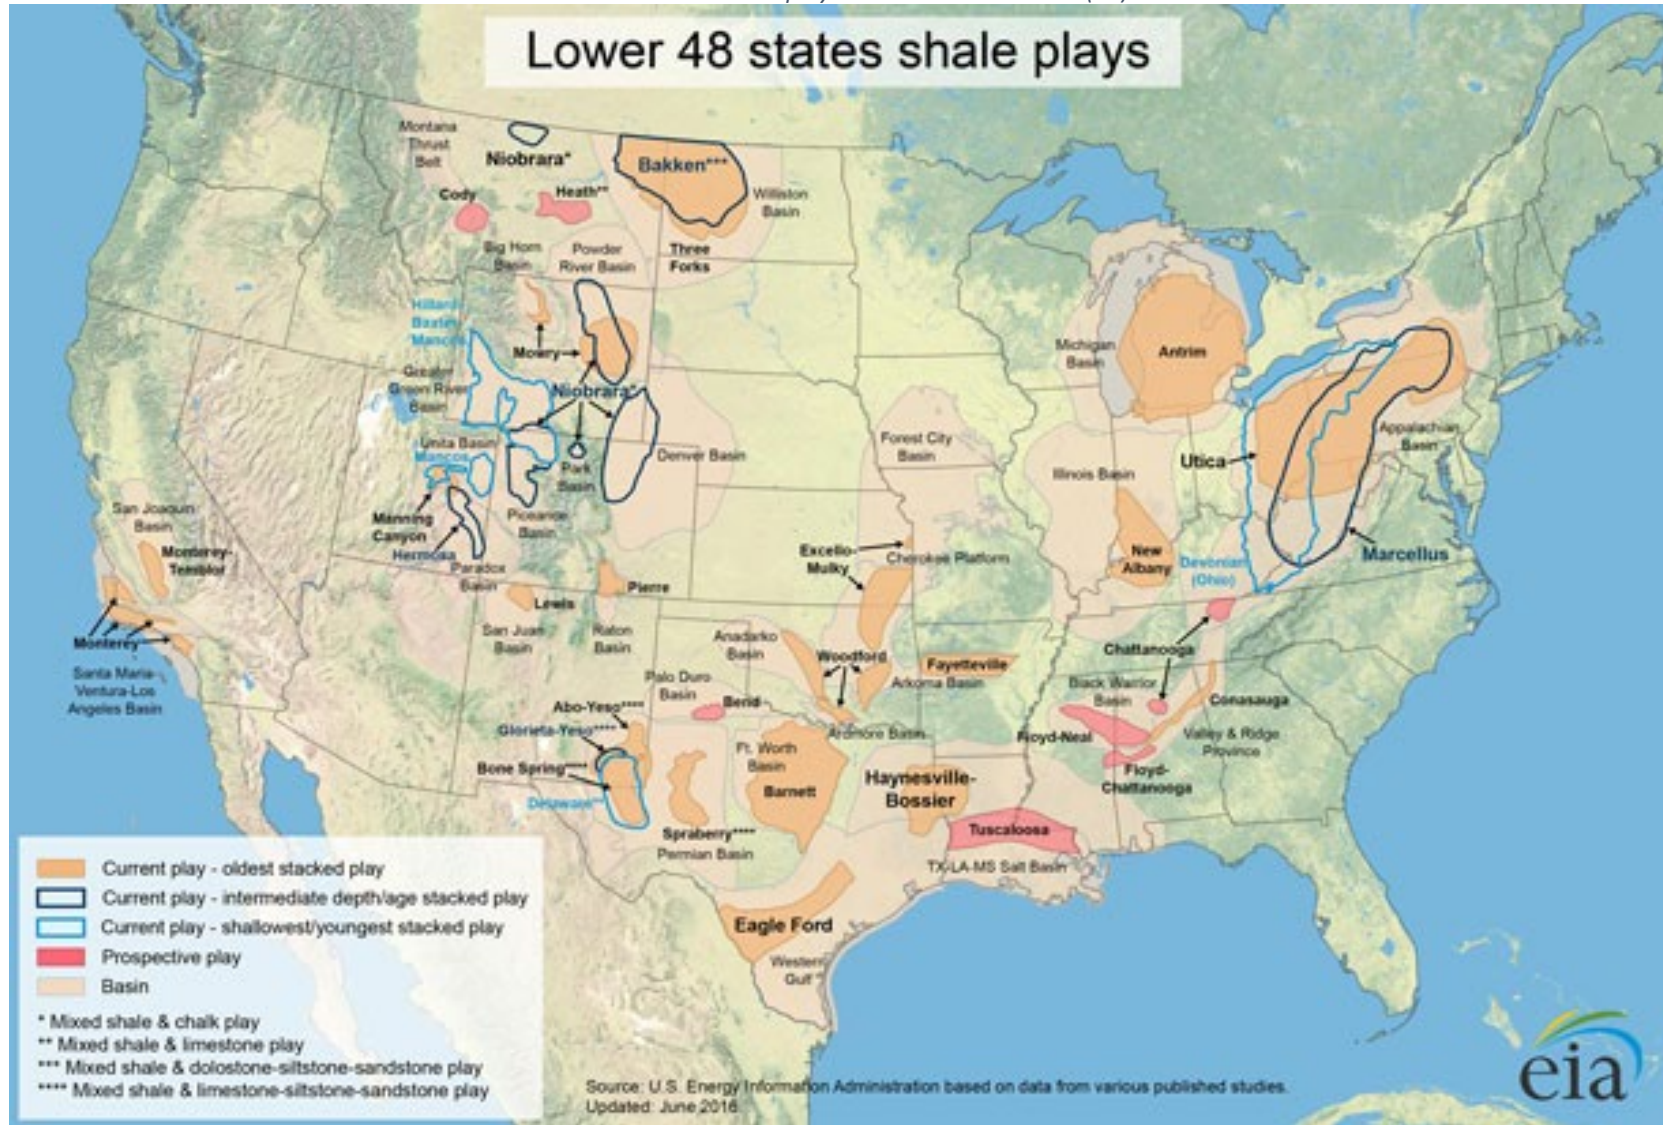 Lower 48 states shale plays
Montana
Thrust
Belt
Niobrara*
Bakken***
Cody
Heath**
Williston
Basin
Big Horn
Basin
Powder
River Basin
Three
Forks
Hilliard
Baxter
Mancos
Mowry
Greater
Green River
Basin
Niobrara*
Uinta Basin
Mancos
Park
Basin
Denver Basin
Manning
Canyon
Piceance
Basin
Hermosa
Paradox
Basin
San Joaquin
Basin
Monterey-
Temblor
Monterey
Santa Maria-
Ventura-Los
Angeles Basin
Lewis
San Juan
Basin
Pierre
Raton
Basin
Michigan
Basin
Antrim
Forest City
Basin
Illinois Basin
Utica
Appalachian
Basin
Excello-
Mulky
Cherokee Platform
New
Albany
Devonian
(Ohio)
Marcellus
Anadarko
Basin
Woodford
Fayetteville
Arkoma Basin
Chattanooga
Palo Duro
Basin
Bend
Black Warrior
Basin
Conasauga
Abo-Yeso****
Glorieta-Yeso****
Bone Spring****
Delaware**
Ardmore Basin
Floyd-Neal
Valley & Ridge
Province
Ft. Worth
Basin
Barnett
Haynesville-
Bossier
Floyd-
Chattanooga
Spraberry****
Permian Basin
Tuscaloosa
TX-LA-MS Salt Basin
Eagle Ford
Western
Gulf
Current play - oldest stacked play
Current play - intermediate depth/age stacked play
Current play - shallowest/youngest stacked play
Prospective play
Basin
* Mixed shale & chalk play
** Mixed shale & limestone play
*** Mixed shale & dolostone-siltstone-sandstone play
**** Mixed shale & limestone-siltstone-sandstone play
Source: U.S. Energy Information Administration based on data from various published studies.
Updated: June 2016
eia